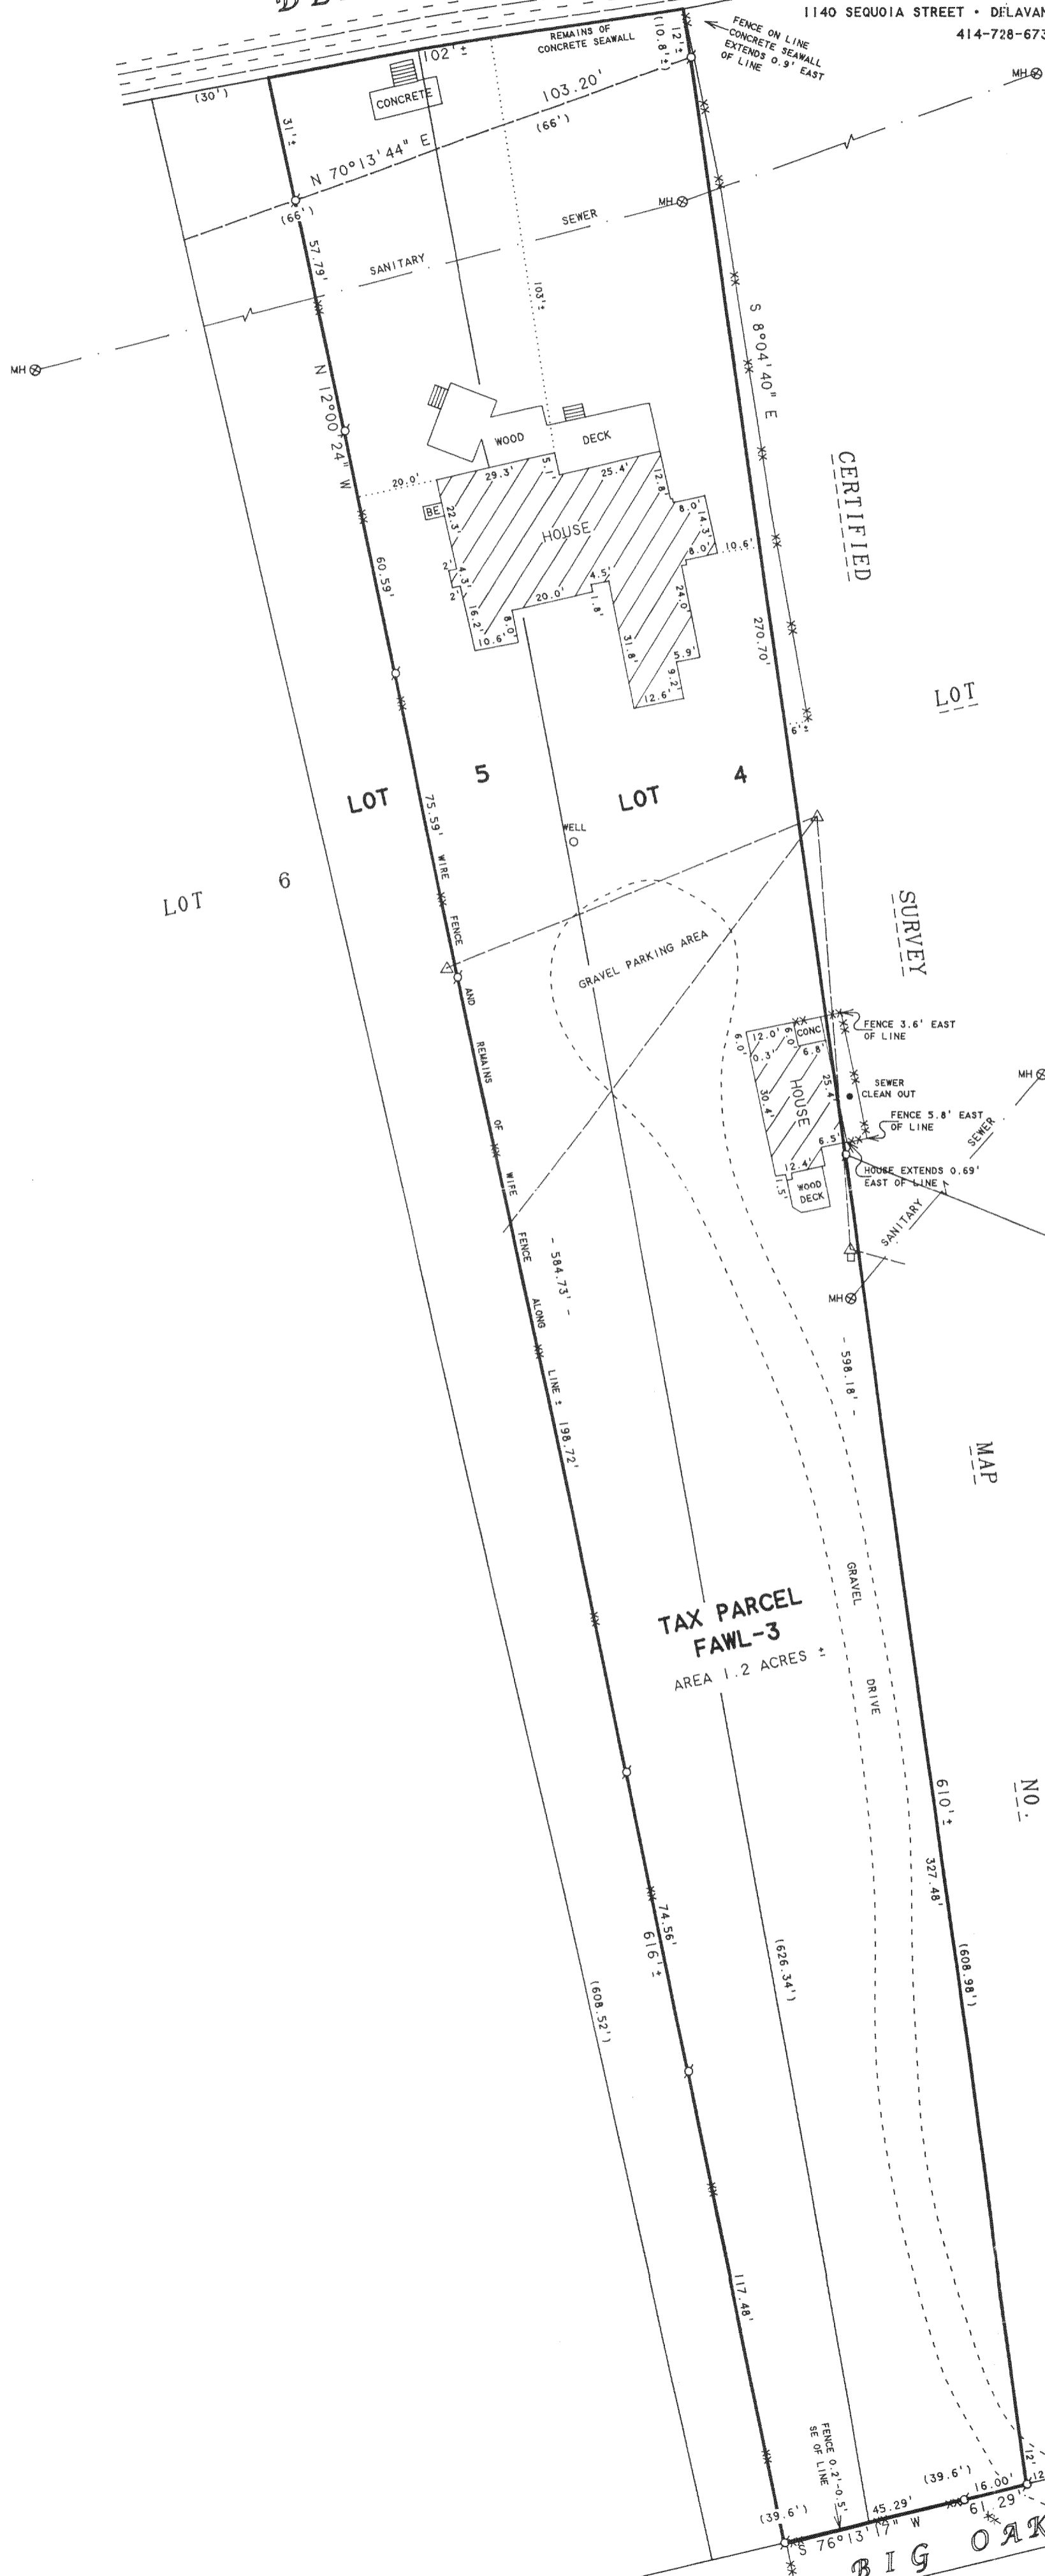 1140 SEQUOIA STREET • DELAVAN
REMAINS OF
CONCRETE SEAWALL
(10.8'±)
12'±
FENCE ON LINE
CONCRETE SEAWALL
EXTENDS 0.9' EAST
OF LINE
MH
102'±
(30')
CONCRETE
103.20'
(66')
31'±
N 70°13'44" E
(66')
MH
SEWER
SANITARY
57.79'
103'±
S 8°04'40" E
MH
N 12°00'24" W
WOOD
DECK
20.0'
29.3'
5.1'
25.4'
12.8'
CERTIFIED
BE
22.3'
HOUSE
8.0'
14.3'
8.0'
10.6'
60.59'
2'
4.3'
2'
4.5'
20.0'
1.8'
24.0'
16.2'
8.0'
10.6'
31.8'
270.70'
5.9'
9.2'
12.6'
LOT
6'±
LOT 5
LOT 4
75.59'
WELL
WIRE
LOT 6
FENCE
SURVEY
GRAVEL PARKING AREA
AND
REMAINS
OF
WIFE
FENCE
ALONG
LINE ±
12.0'
6.0'
6.0'
CONC
0.3'
6.8'
FENCE 3.6' EAST
OF LINE
30.4'
HOUSE
25.4'
SEWER
CLEAN OUT
MH
FENCE 5.8' EAST
OF LINE
SEWER
6.5'
12.4'
HOUSE EXTENDS 0.69'
EAST OF LINE
1.5'
WOOD
DECK
SANITARY
- 584.73' -
MH
- 598.18' -
198.72'
MAP
GRAVEL
TAX PARCEL
FAWL-3
AREA 1.2 ACRES ±
DRIVE
NO.
610'±
327.48'
74.56'
616'±
(626.34')
(608.98')
(608.52')
117.48'
FENCE 0.2'-0.5'
SE OF LINE
12'
(39.6')
16.00'
12
(39.6')
45.29'
61.29'
S 76°13'17" W
BIG OAK